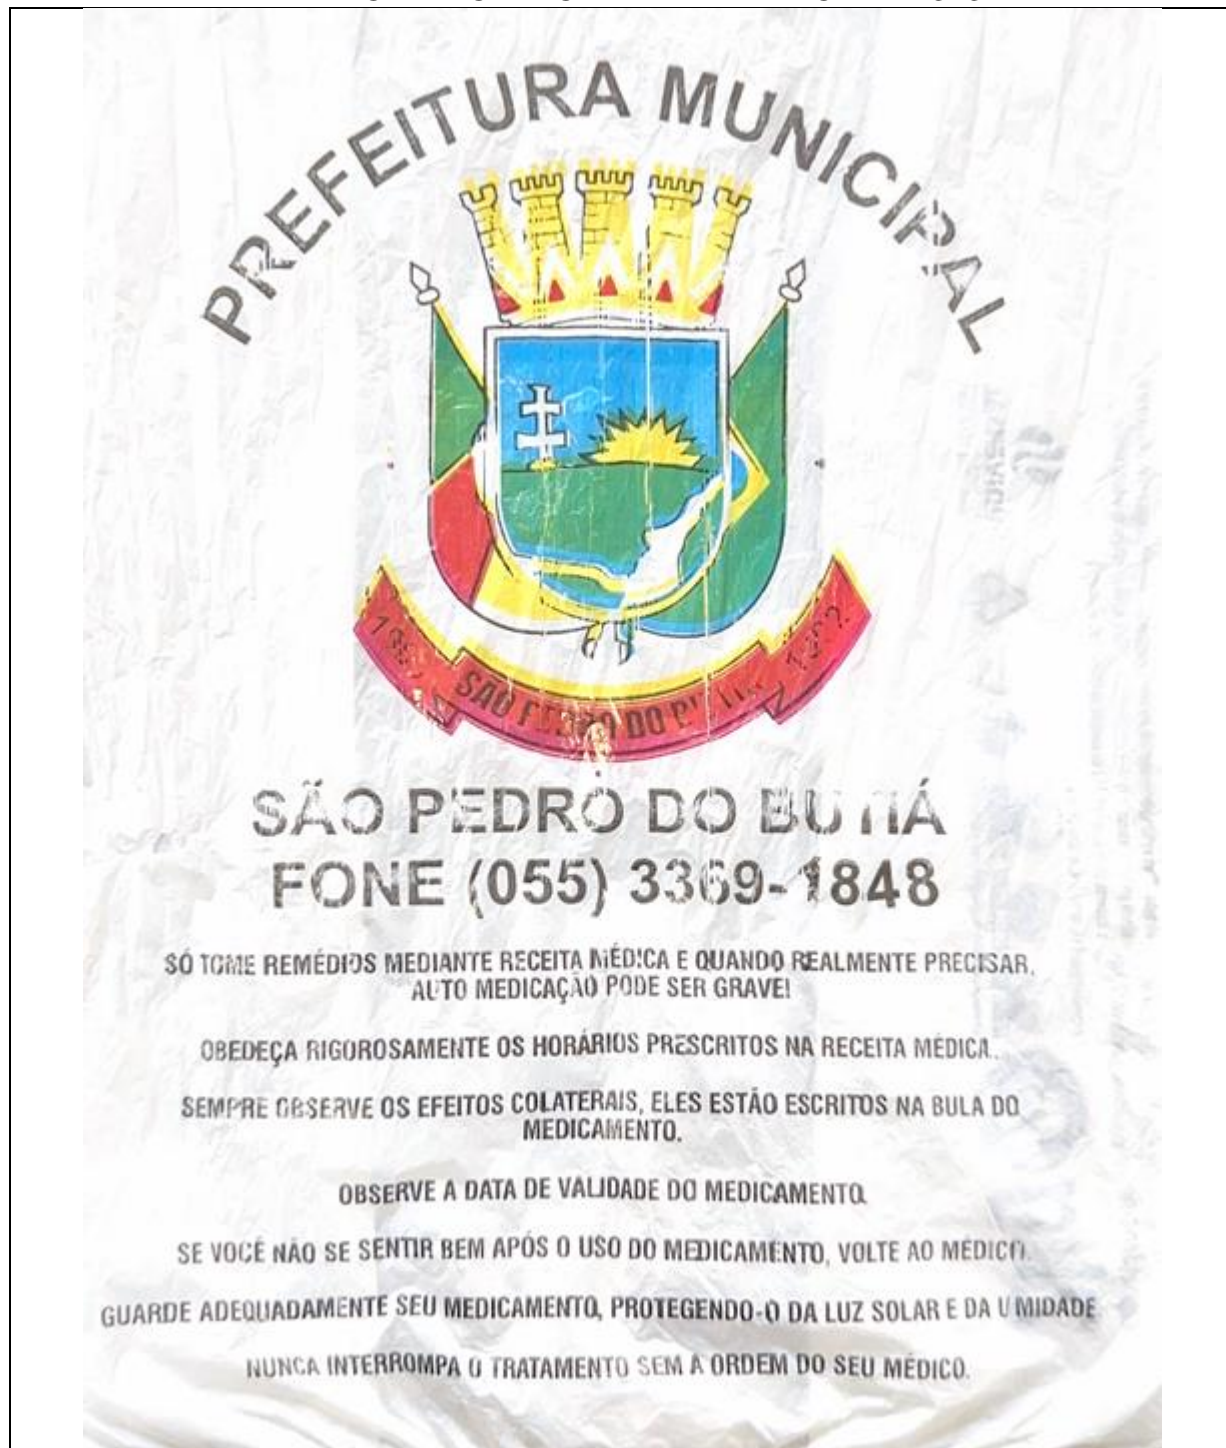 PREFEITURA MUNICIPAL
SÃO PEDRO DO BUTIÁ
SÃO PEDRO DO BUTIÁ
FONE (055) 3369-1848
SÓ TOME REMÉDIOS MEDIANTE RECEITA MÉDICA E QUANDO REALMENTE PRECISAR.
AUTO MEDICAÇÃO PODE SER GRAVE!
OBEDEÇA RIGOROSAMENTE OS HORÁRIOS PRESCRITOS NA RECEITA MÉDICA.
SEMPRE OBSERVE OS EFEITOS COLATERAIS, ELES ESTÃO ESCRITOS NA BULA DO
MEDICAMENTO.
OBSERVE A DATA DE VALIDADE DO MEDICAMENTO.
SE VOCÊ NÃO SE SENTIR BEM APÓS O USO DO MEDICAMENTO, VOLTE AO MÉDICO.
GUARDE ADEQUADAMENTE SEU MEDICAMENTO, PROTEGENDO-O DA LUZ SOLAR E DA UMIDADE
NUNCA INTERROMPA O TRATAMENTO SEM A ORDEM DO SEU MÉDICO.